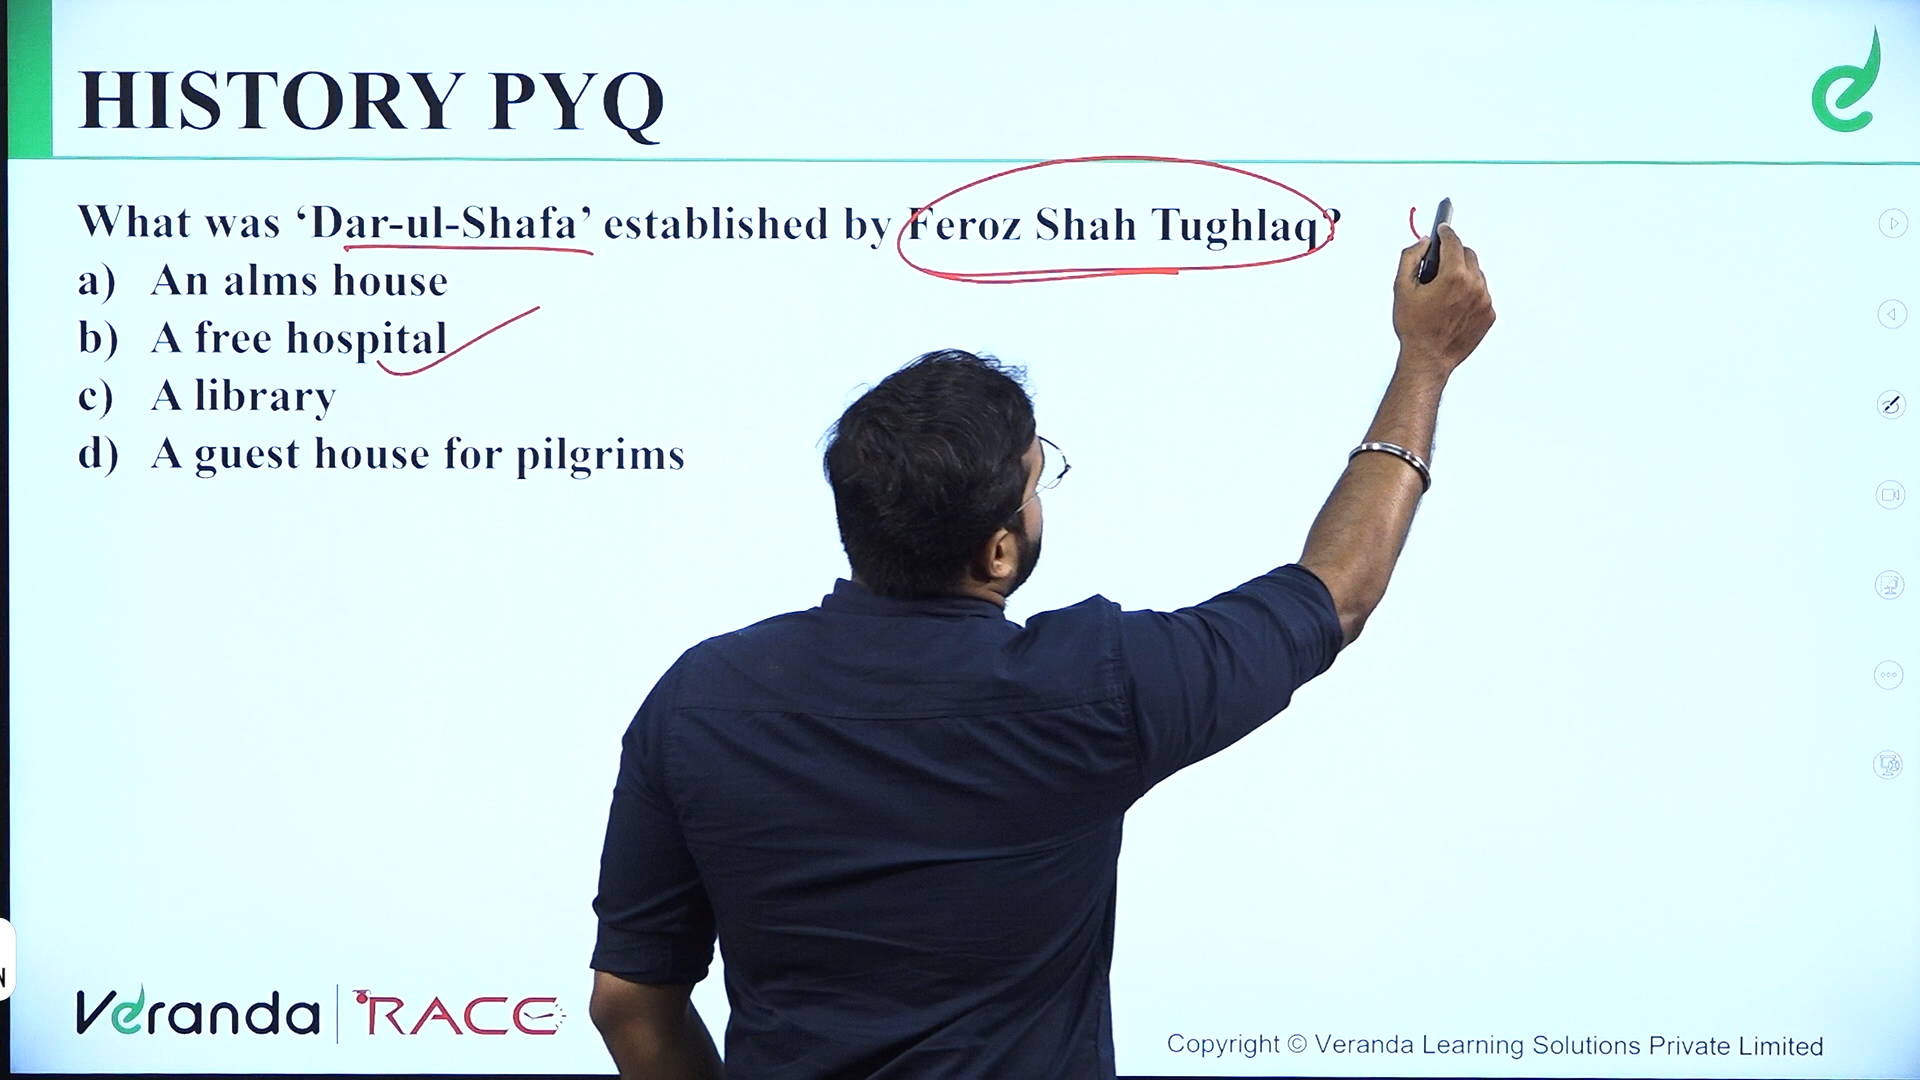 HISTORY PYQ
What was ‘Dar-ul-Shafa’ established by Feroz Shah Tughlaq?
a) An alms house
b) A free hospital
c) A library
d) A guest house for pilgrims
Veranda RACE
Copyright © Veranda Learning Solutions Private Limited